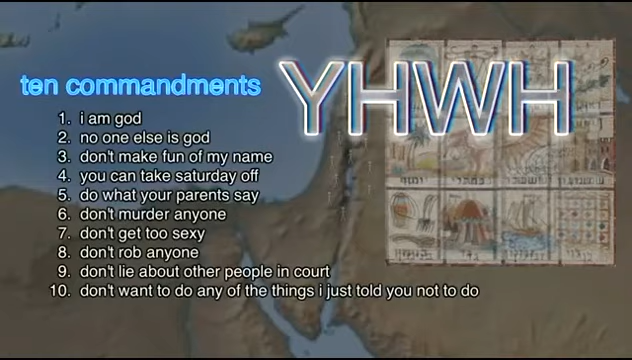 YHWH
ten commandments
1. i am god
2. no one else is god
3. don't make fun of my name
4. you can take saturday off
5. do what your parents say
6. don't murder anyone
7. don't get too sexy
8. don't rob anyone
9. don't lie about other people in court
10. don't want to do any of the things i just told you not to do